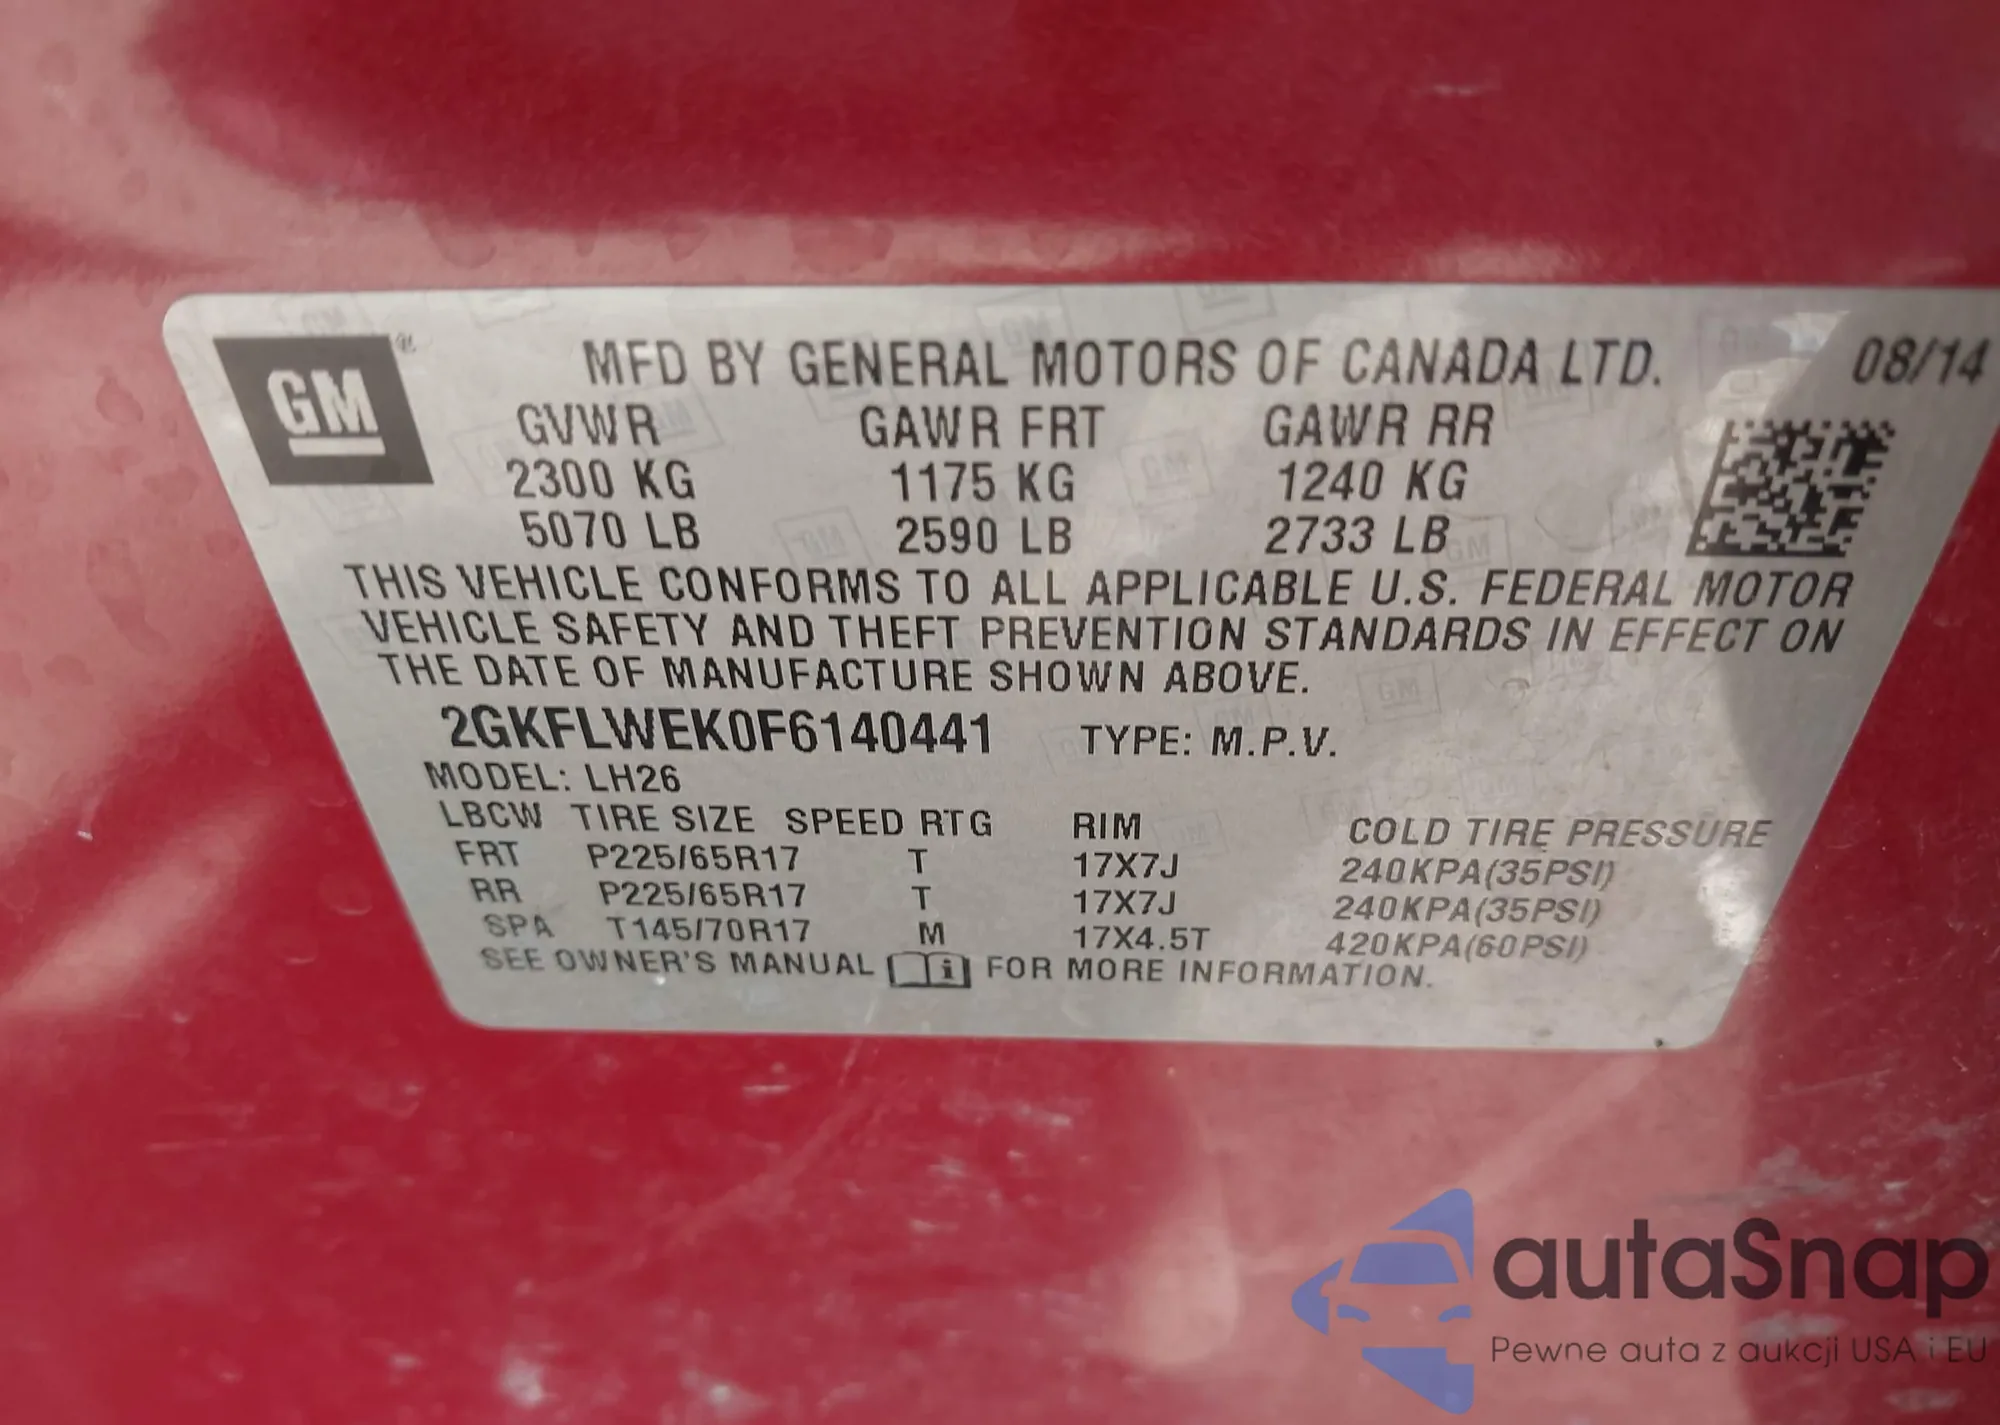 GM ®
MFD BY GENERAL MOTORS OF CANADA LTD. 08/14
GVWR GAWR FRT GAWR RR
2300 KG 1175 KG 1240 KG
5070 LB 2590 LB 2733 LB
THIS VEHICLE CONFORMS TO ALL APPLICABLE U.S. FEDERAL MOTOR
VEHICLE SAFETY AND THEFT PREVENTION STANDARDS IN EFFECT ON
THE DATE OF MANUFACTURE SHOWN ABOVE.
2GKFLWEK0F6140441 TYPE: M.P.V.
MODEL: LH26
LBCW TIRE SIZE SPEED RTG RIM COLD TIRE PRESSURE
FRT P225/65R17 T 17X7J 240KPA(35PSI)
RR P225/65R17 T 17X7J 240KPA(35PSI)
SPA T145/70R17 M 17X4.5T 420KPA(60PSI)
SEE OWNER'S MANUAL i FOR MORE INFORMATION.
autaSnap
Pewne auta z aukcji USA i EU